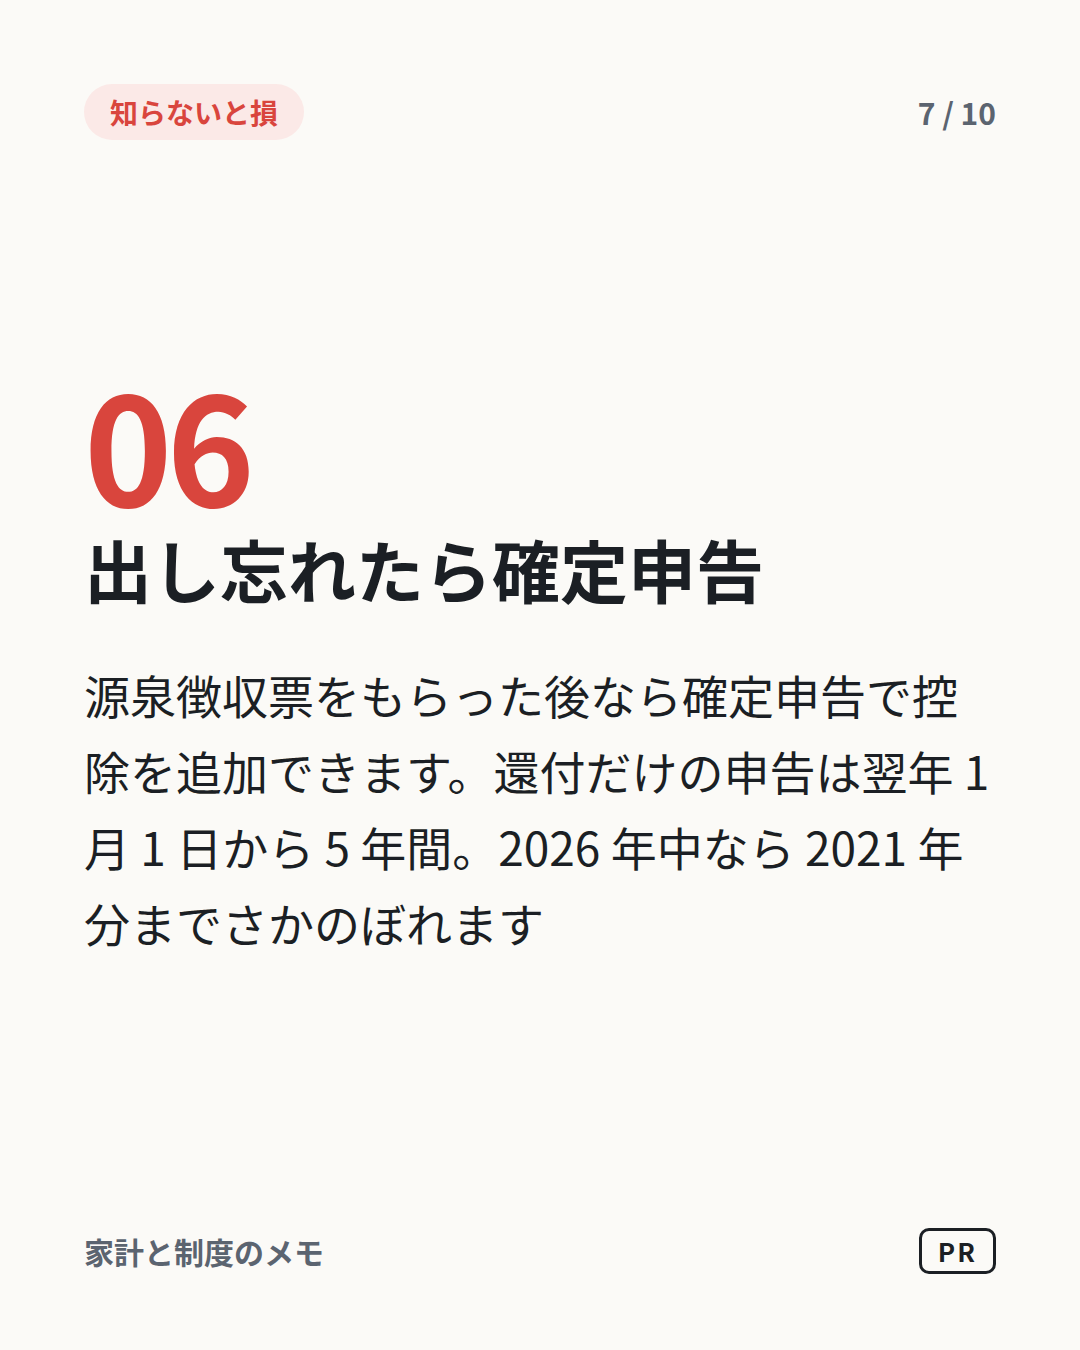 知らないと損
7 / 10
06
出し忘れたら確定申告
源泉徴収票をもらった後なら確定申告で控
除を追加できます。還付だけの申告は翌年 1
月 1 日から 5 年間。2026 年中なら 2021 年
分までさかのぼれます
家計と制度のメモ
PR